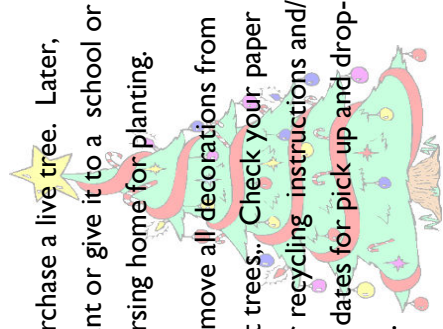 rchase a live tree. Later,
nt or give it to a school or
rsing home for planting.
move all decorations from
t trees,. Check your paper
recycling instructions and/
dates for pick up and drop-